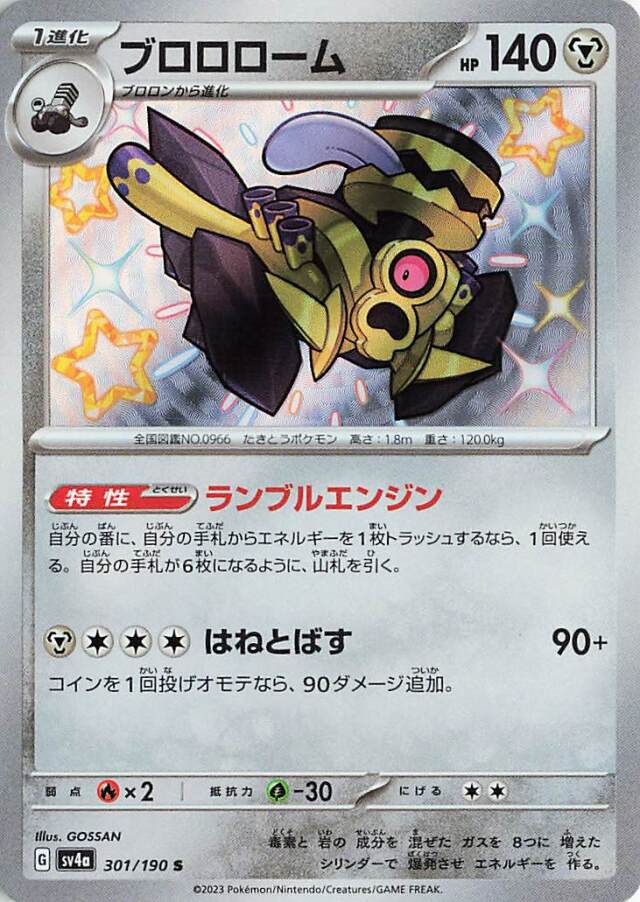 1進化
ブロロローム
HP 140
ブロロンから進化
全国図鑑NO.0966 たきとうポケモン 高さ:1.8m 重さ:120.0kg
特性 とくせい ランブルエンジン
自分の番に、自分の手札からエネルギーを1枚トラッシュするなら、1回使え
る。自分の手札が6枚になるように、山札を引く。
はねとばす 90+
コインを1回投げオモテなら、90ダメージ追加。
弱点 ×2 抵抗力 -30 にげる
Illus. GOSSAN
G sv4a 301/190 S
毒素と岩の成分を混ぜたガスを8つに増えた
シリンダーで爆発させエネルギーを作る。
©2023 Pokémon/Nintendo/Creatures/GAME FREAK.